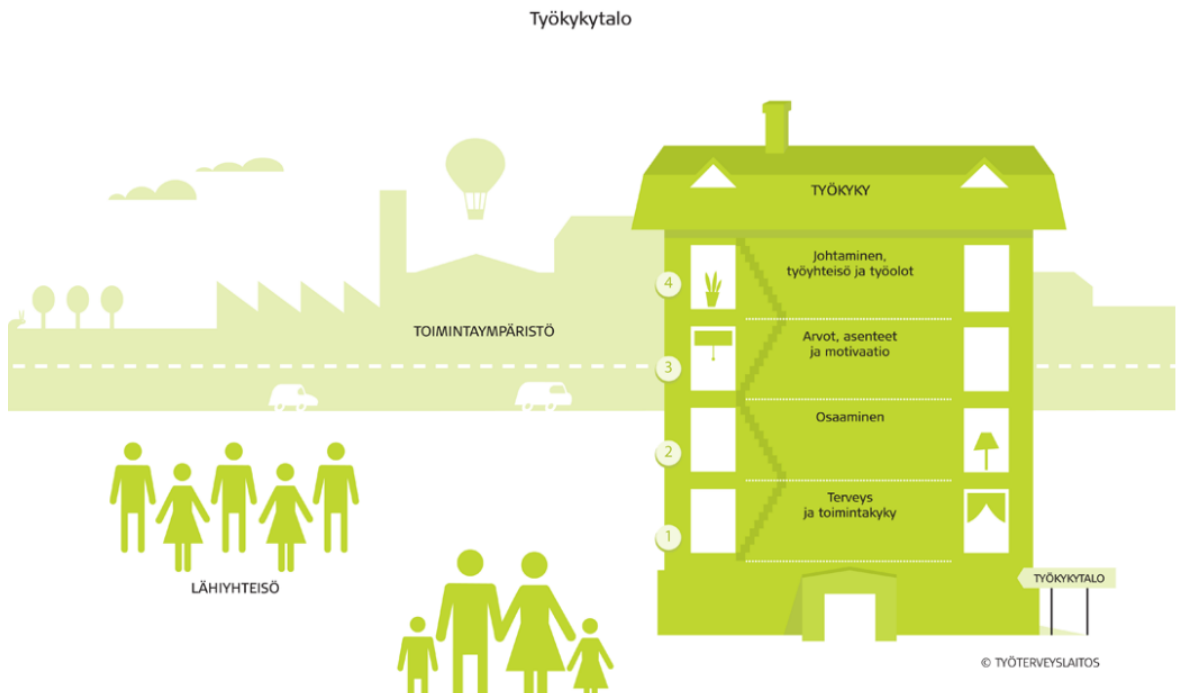 Työkykytalo
TYÖKYKY
4
Johtaminen,
työyhteisö ja työolot
TOIMINTAYMPÄRISTÖ
3
Arvot, asenteet
ja motivaatio
2
Osaaminen
1
Terveys
ja toimintakyky
LÄHIYHTEISÖ
TYÖKYKYTALO
© TYÖTERVEYSLAITOS